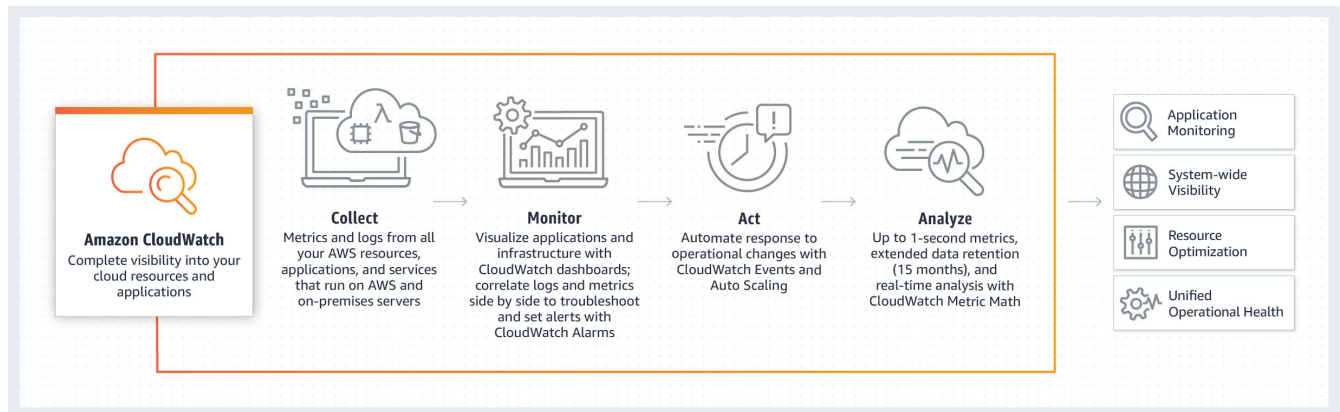 Amazon CloudWatch
Complete visibility into your
cloud resources and
applications
Collect
Metrics and logs from all
your AWS resources,
applications, and services
that run on AWS and
on-premises servers
Monitor
Visualize applications and
infrastructure with
CloudWatch dashboards;
correlate logs and metrics
side by side to troubleshoot
and set alerts with
CloudWatch Alarms
Act
Automate response to
operational changes with
CloudWatch Events and
Auto Scaling
Analyze
Up to 1-second metrics,
extended data retention
(15 months), and
real-time analysis with
CloudWatch Metric Math
Application
Monitoring
System-wide
Visibility
Resource
Optimization
Unified
Operational Health